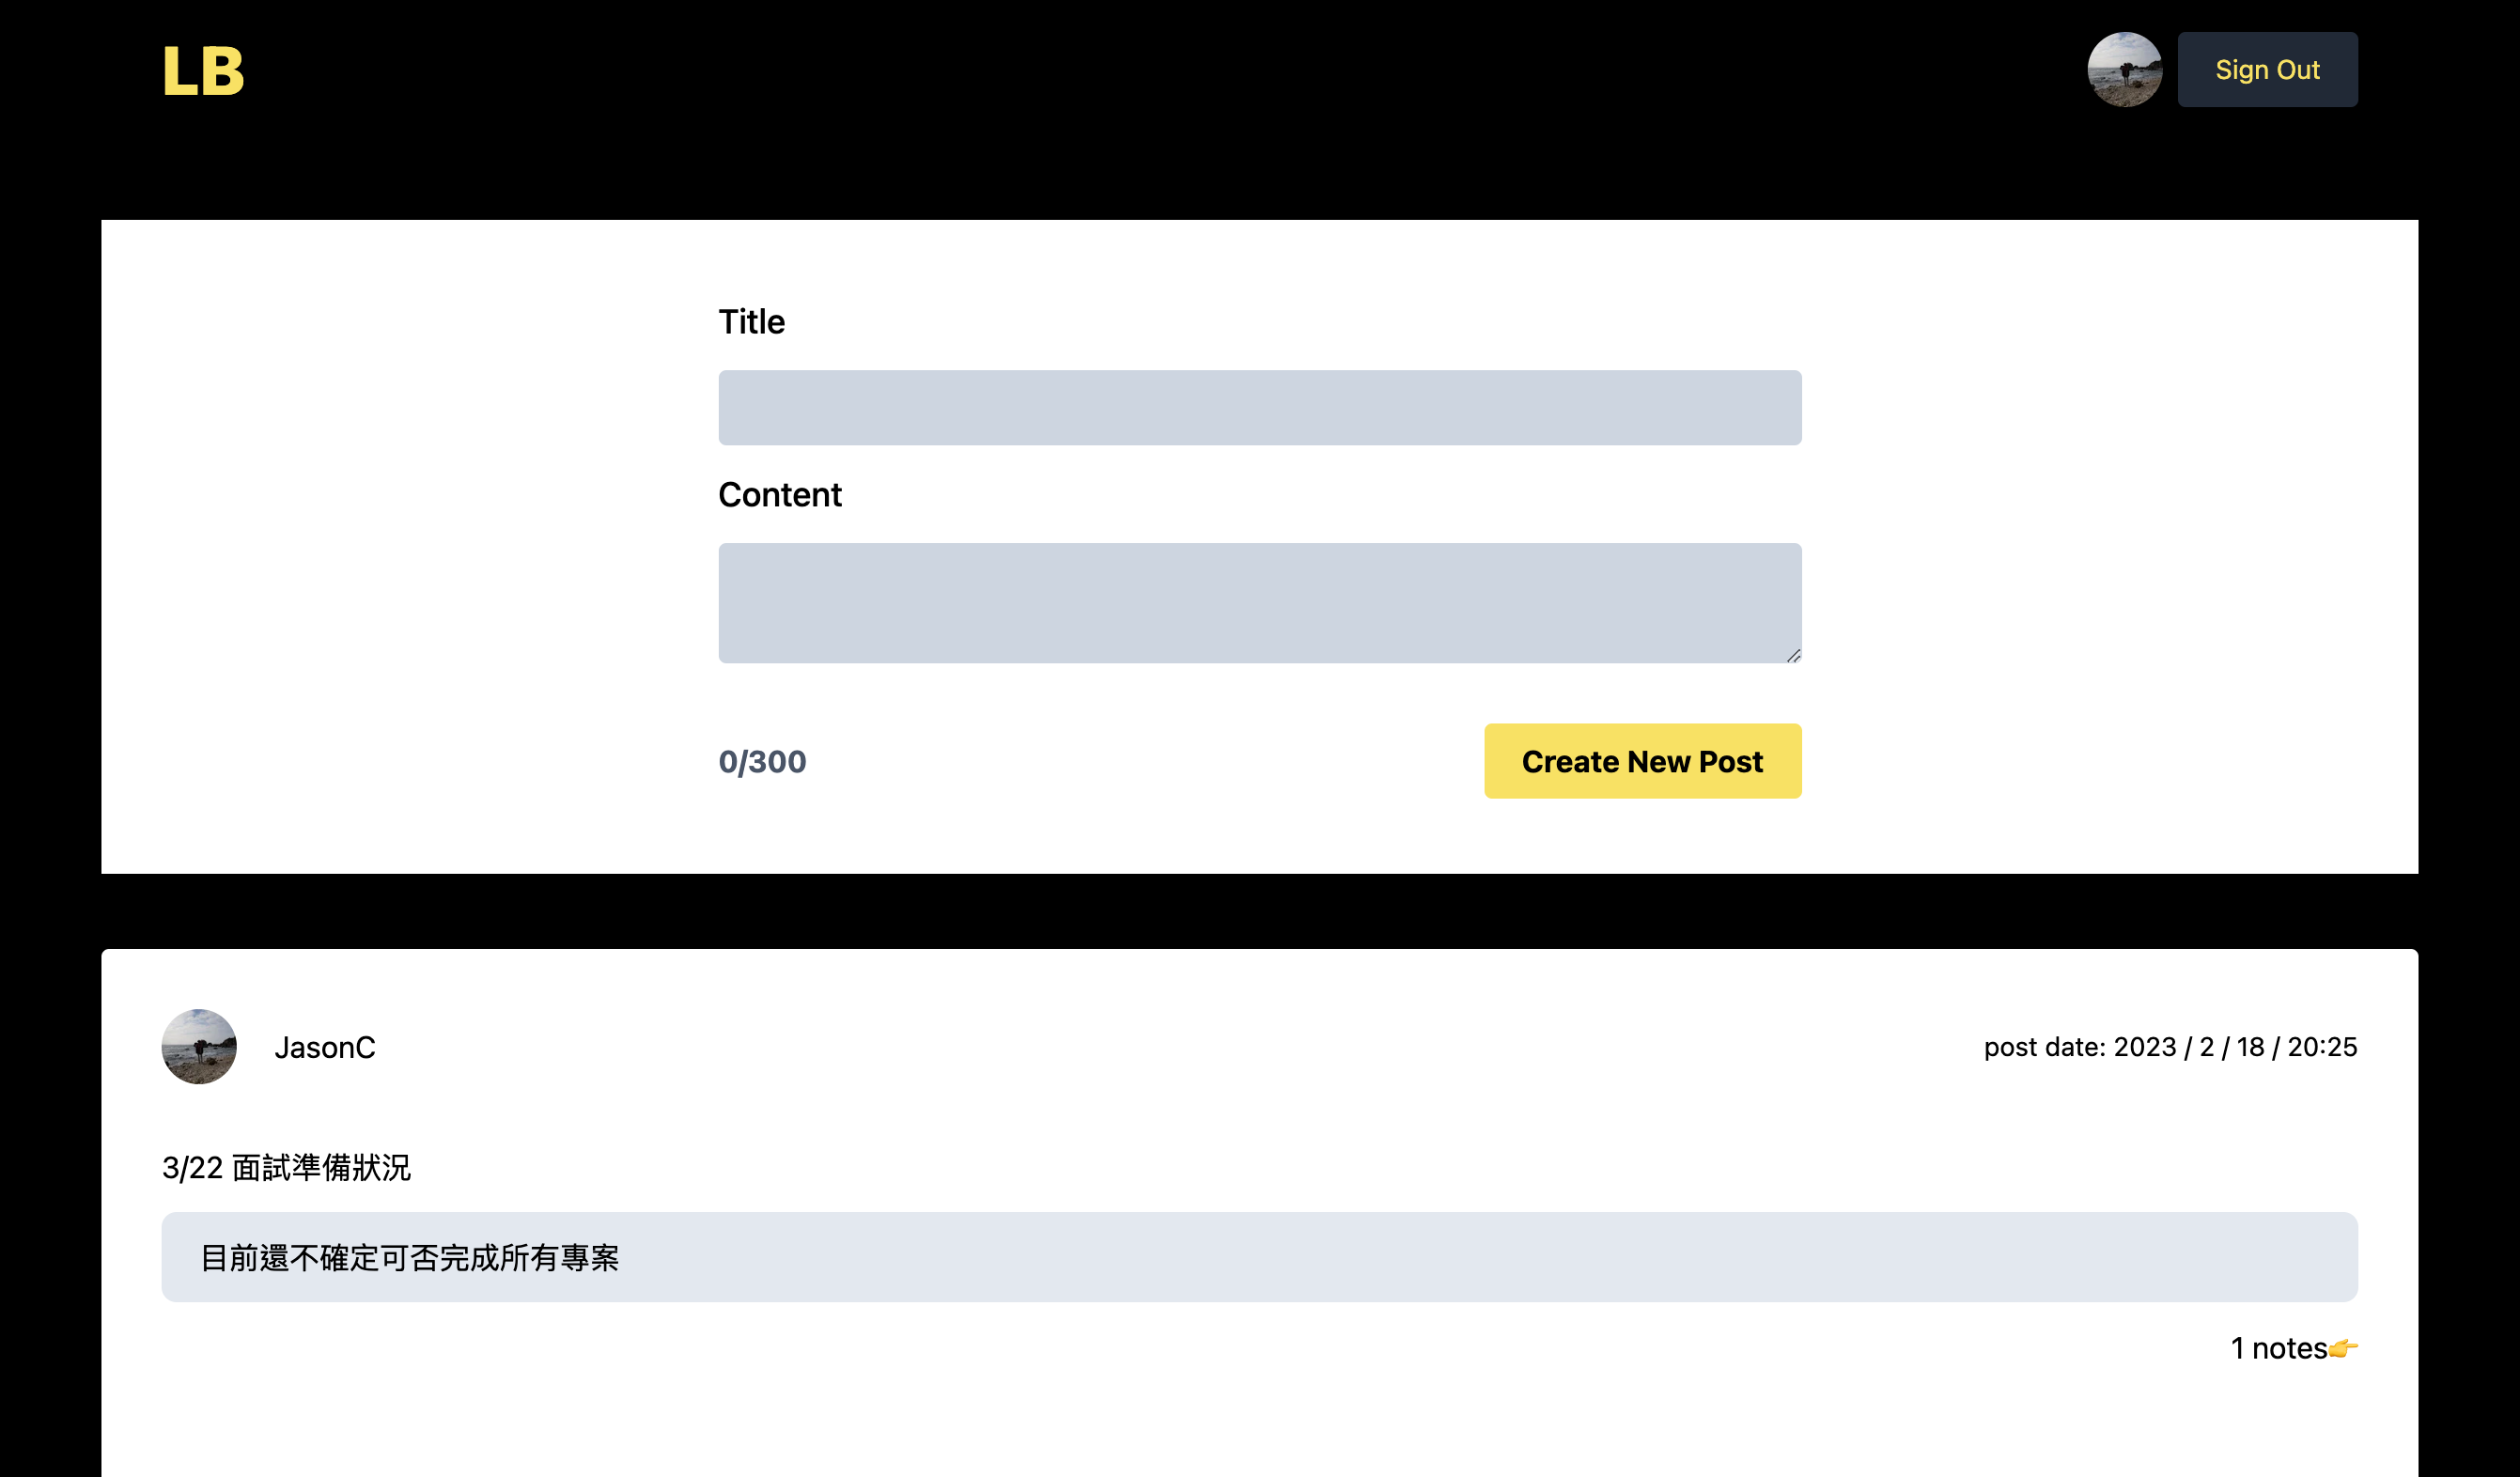 LB
Sign Out
Title
Content
0/300
Create New Post
JasonC
post date: 2023 / 2 / 18 / 20:25
3/22 面試準備狀況
目前還不確定可否完成所有專案
1 notes👉